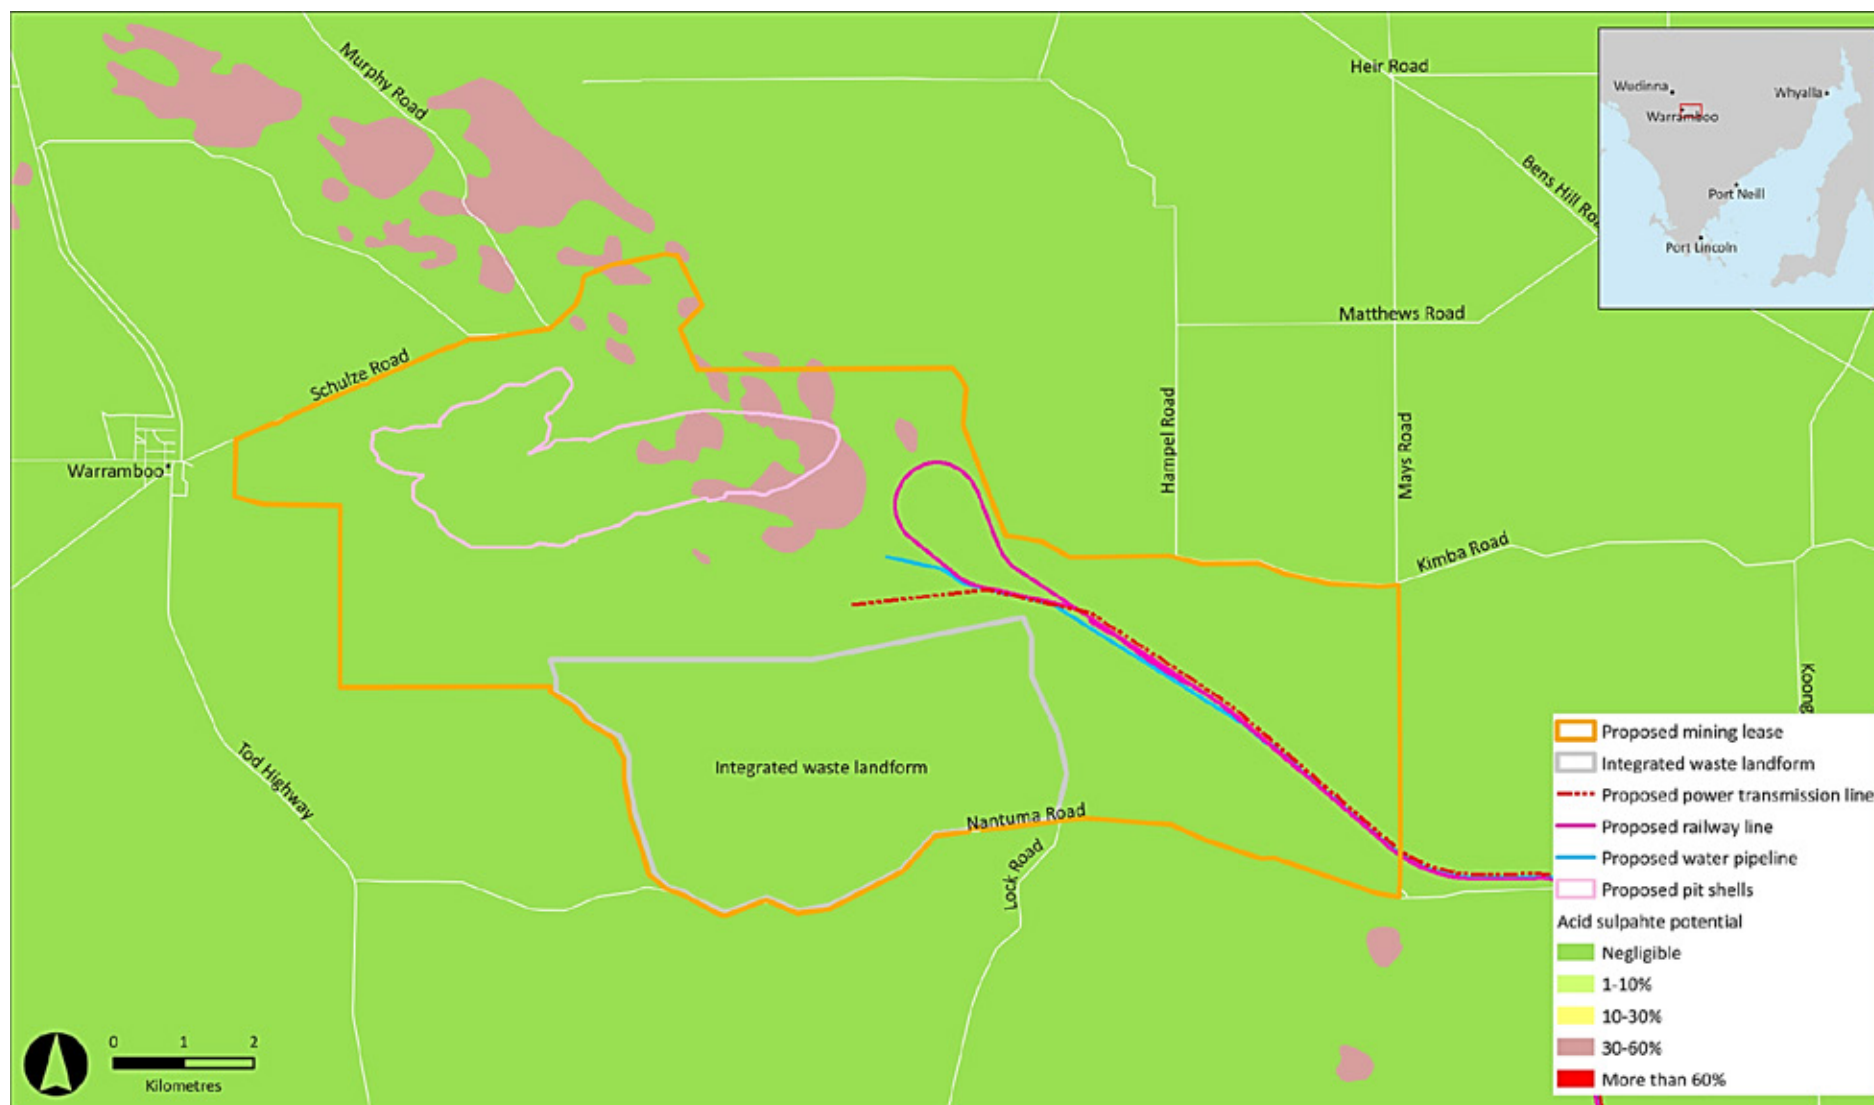 Murphy Road
Heir Road
Bens Hill
Wudinna
Whyalla
Warramboo
Port Neill
Port Lincoln
Matthews Road
Schulze Road
Hampel Road
Mays Road
Warramboo
Kimba Road
Koong
Tod Highway
Integrated waste landform
Nantuma Road
Lock Road
Proposed mining lease
Integrated waste landform
Proposed power transmission line
Proposed railway line
Proposed water pipeline
Proposed pit shells
Acid sulpahte potential
Negligible
1-10%
10-30%
30-60%
More than 60%
0 1 2
Kilometres